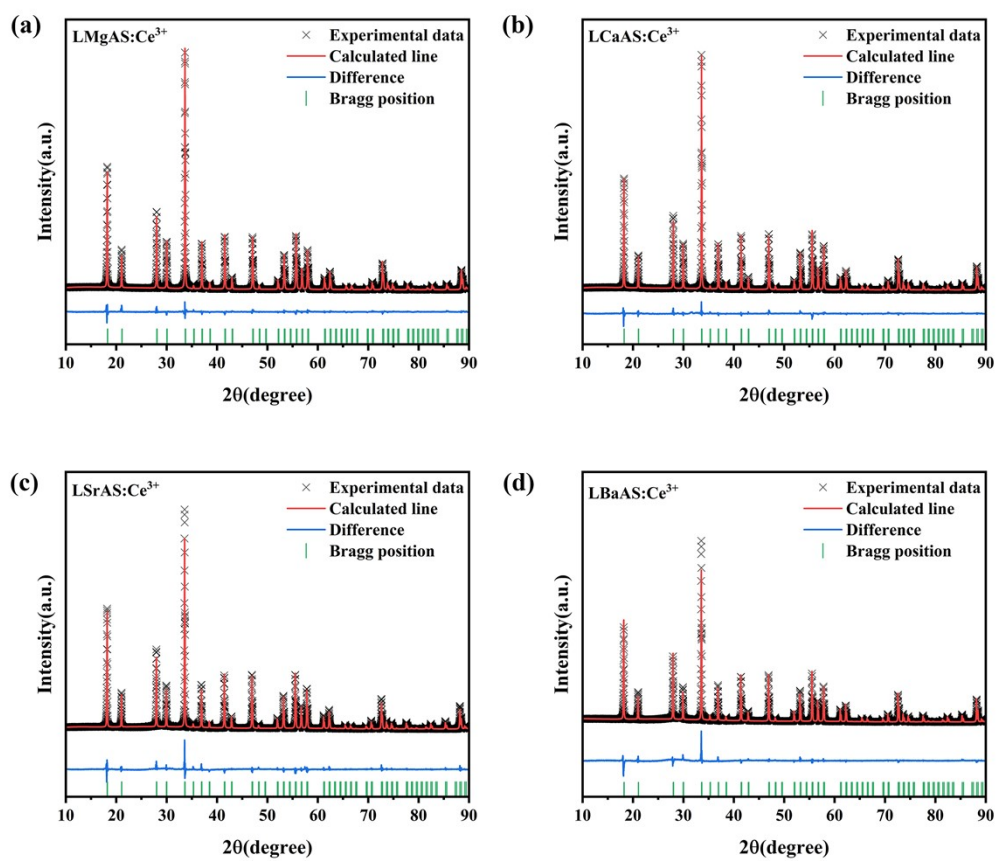 (a)
LMgAS:Ce³⁺
× Experimental data
Calculated line
Difference
Bragg position
Intensity(a.u.)
10 20 30 40 50 60 70 80 90
2θ(degree)
(b)
LCaAS:Ce³⁺
× Experimental data
Calculated line
Difference
Bragg position
Intensity(a.u.)
10 20 30 40 50 60 70 80 90
2θ(degree)
(c)
LSrAS:Ce³⁺
× Experimental data
Calculated line
Difference
Bragg position
Intensity(a.u.)
10 20 30 40 50 60 70 80 90
2θ(degree)
(d)
LBaAS:Ce³⁺
× Experimental data
Calculated line
Difference
Bragg position
Intensity(a.u.)
10 20 30 40 50 60 70 80 90
2θ(degree)